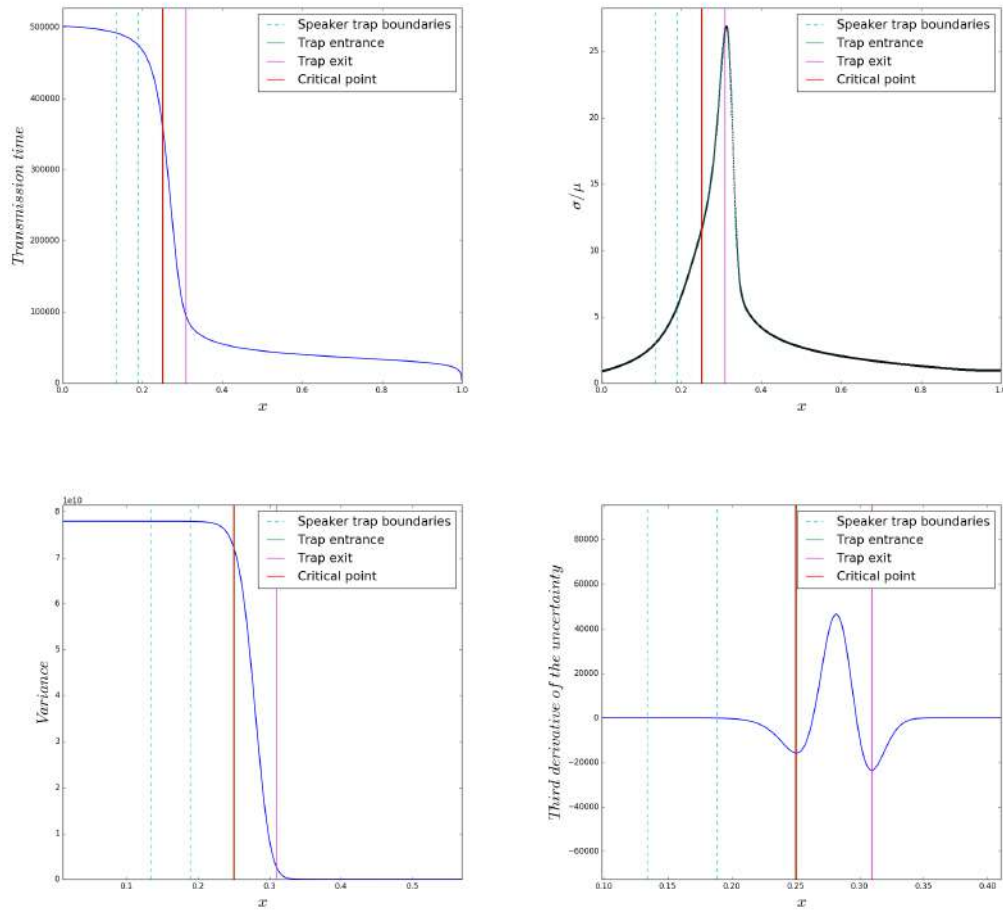 Transmission time
500000
400000
300000
200000
100000
0
0.0 0.2 0.4 0.6 0.8 1.0
x
Speaker trap boundaries
Trap entrance
Trap exit
Critical point
σ/μ
25
20
15
10
5
0
0.0 0.2 0.4 0.6 0.8 1.0
x
Speaker trap boundaries
Trap entrance
Trap exit
Critical point
Variance
1e10
8
7
6
5
4
3
2
1
0
0.1 0.2 0.3 0.4 0.5
x
Speaker trap boundaries
Trap entrance
Trap exit
Critical point
Third derivative of the uncertainty
80000
60000
40000
20000
0
−20000
−40000
−60000
0.10 0.15 0.20 0.25 0.30 0.35 0.40
x
Speaker trap boundaries
Trap entrance
Trap exit
Critical point